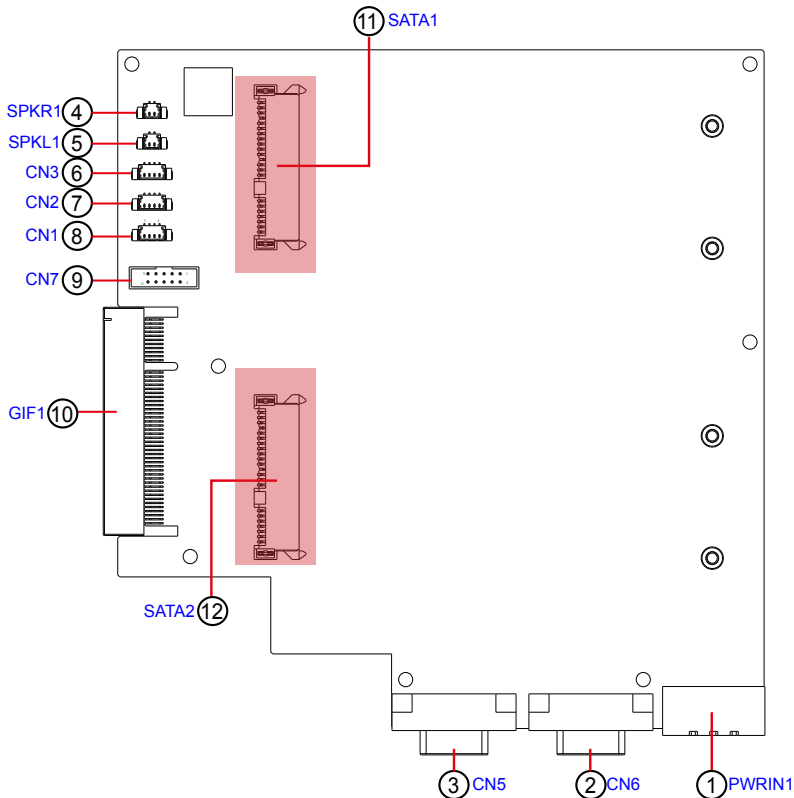 11 SATA1
SPKR1 4
SPKL1 5
CN3 6
CN2 7
CN1 8
CN7 9
GIF1 10
SATA2 12
3 CN5
2 CN6
1 PWRIN1